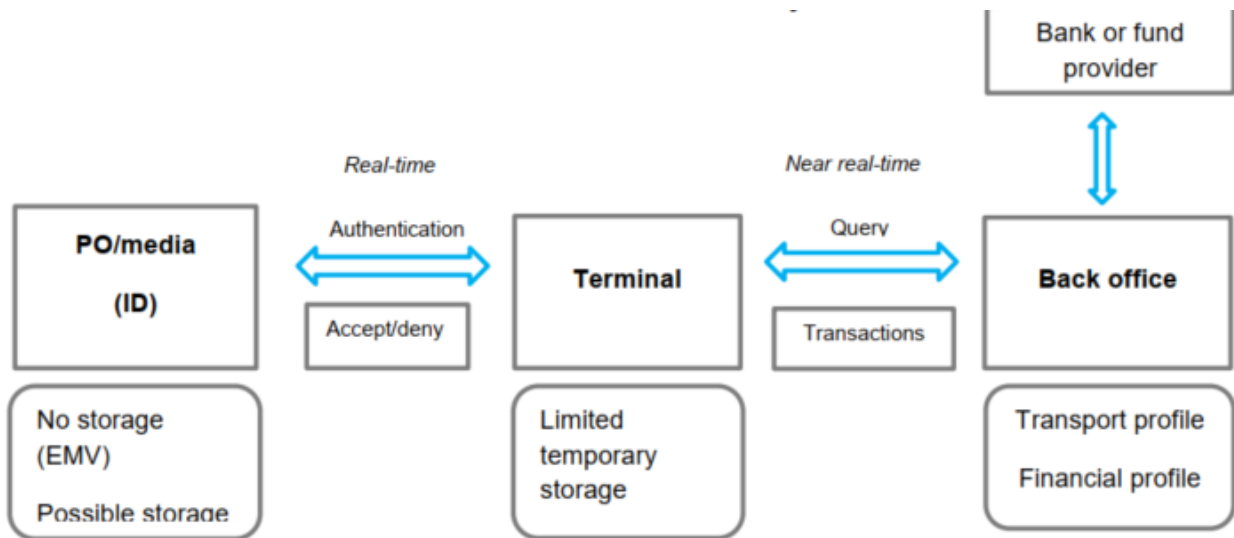 Bank or fund
provider
Real-time
Near real-time
PO/media
(ID)
Authentication
Accept/deny
Terminal
Query
Transactions
Back office
No storage
(EMV)
Possible storage
Limited
temporary
storage
Transport profile
Financial profile